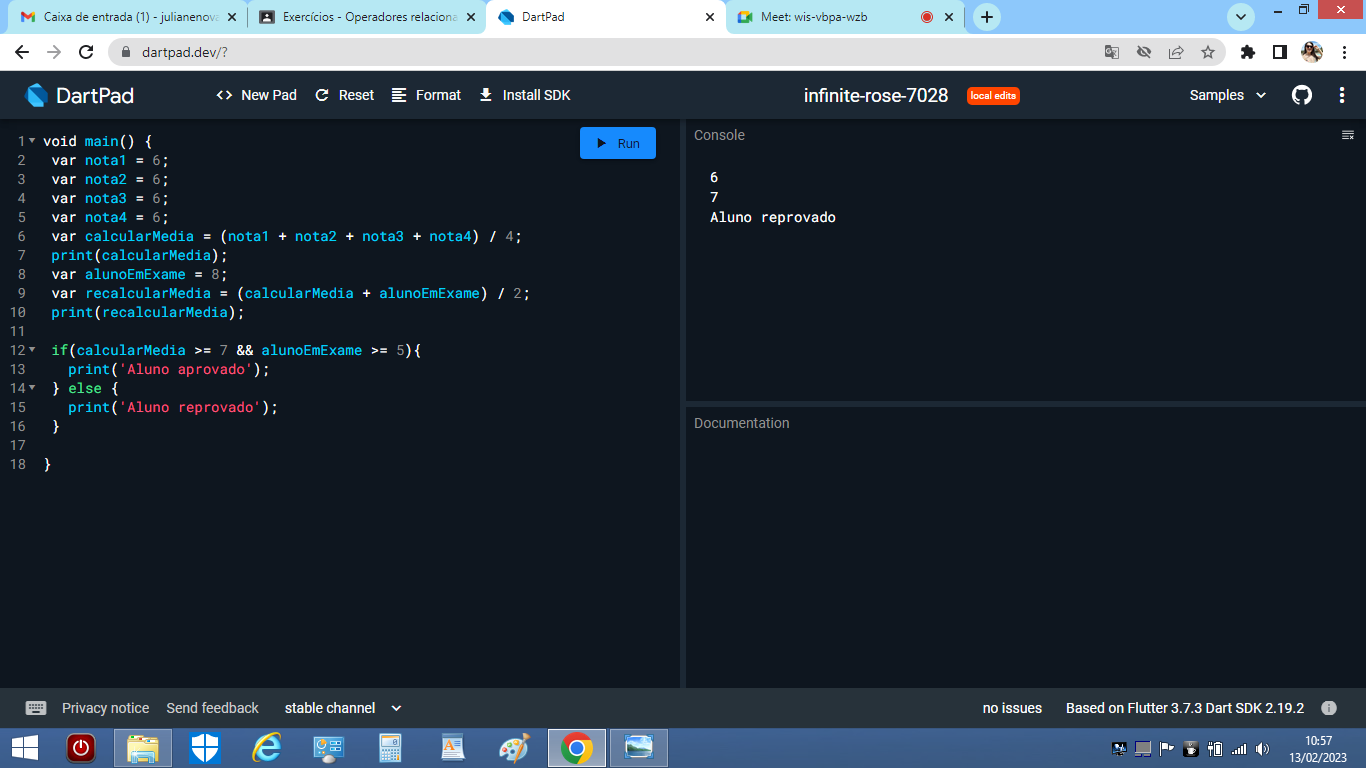 Caixa de entrada (1) - julianenova
Exercícios - Operadores relaciona
DartPad
Meet: wis-vbpa-wzb
dartpad.dev/?
DartPad
<> New Pad
Reset
Format
Install SDK
infinite-rose-7028
local edits
Samples
1 void main() {
2 var nota1 = 6;
3 var nota2 = 6;
4 var nota3 = 6;
5 var nota4 = 6;
6 var calcularMedia = (nota1 + nota2 + nota3 + nota4) / 4;
7 print(calcularMedia);
8 var alunoEmExame = 8;
9 var recalcularMedia = (calcularMedia + alunoEmExame) / 2;
10 print(recalcularMedia);
11
12 if(calcularMedia >= 7 && alunoEmExame >= 5){
13 print('Aluno aprovado');
14 } else {
15 print('Aluno reprovado');
16 }
17
18 }
Run
Console
6
7
Aluno reprovado
Documentation
Privacy notice
Send feedback
stable channel
no issues
Based on Flutter 3.7.3 Dart SDK 2.19.2
10:57
13/02/2023